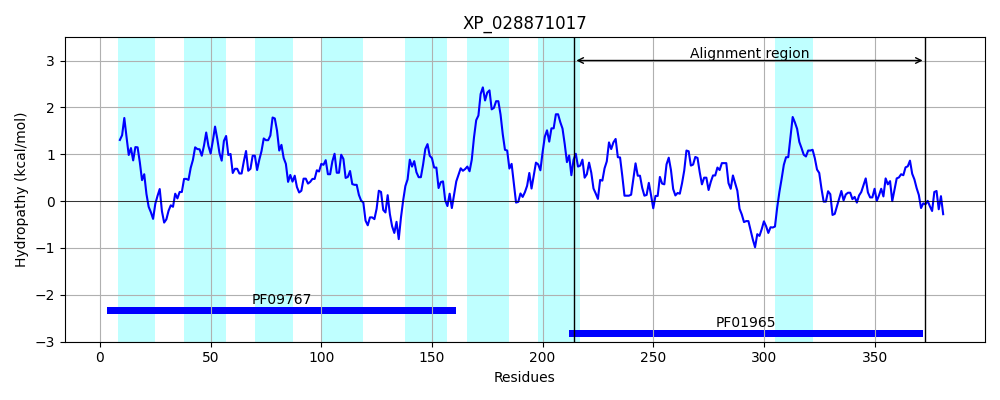 XP_028871017
Hydropathy (kcal/mol)
3
2
1
0
−1
−2
−3
Alignment region
PF09767
PF01965
0 50 100 150 200 250 300 350
Residues